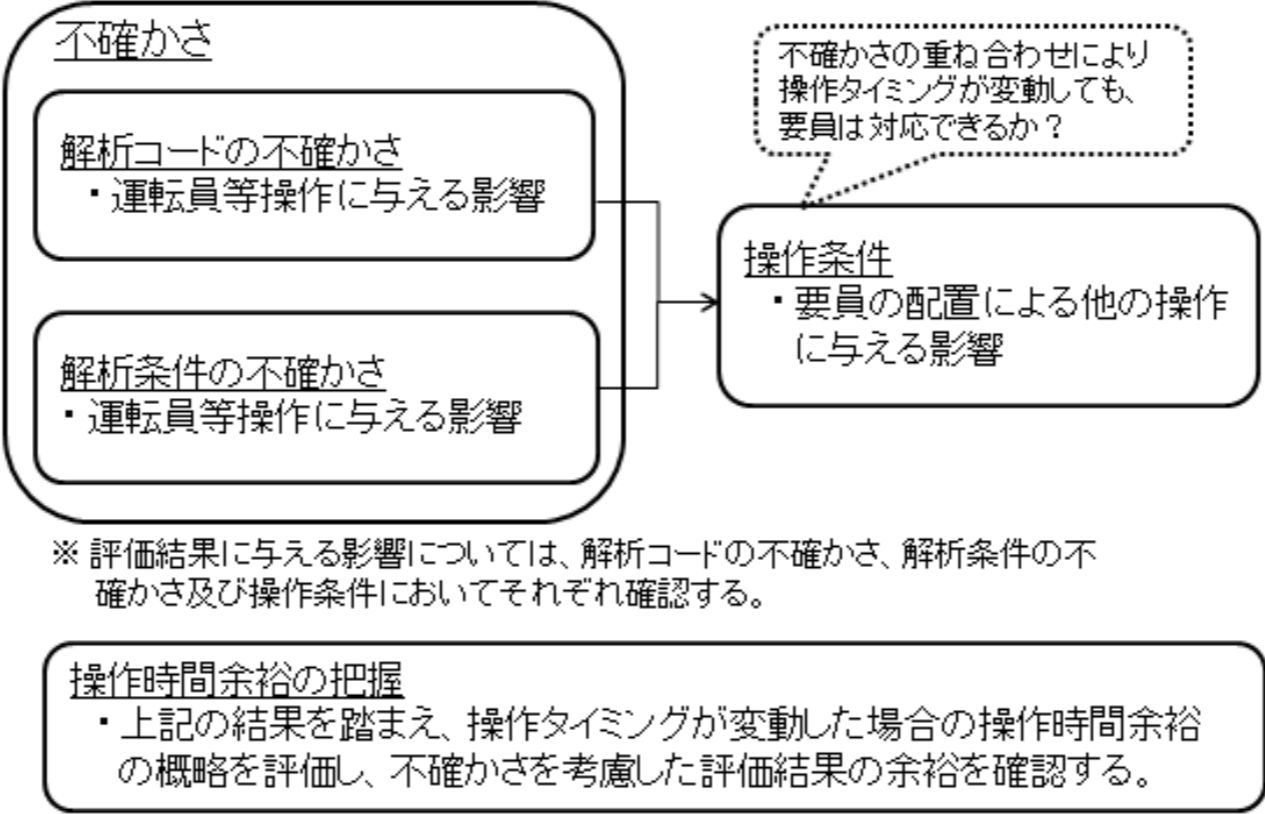 不確かさ
解析コードの不確かさ
・運転員等操作に与える影響
解析条件の不確かさ
・運転員等操作に与える影響
不確かさの重ね合わせにより
操作タイミングが変動しても、
要員は対応できるか？
操作条件
・要員の配置による他の操作
に与える影響
※ 評価結果に与える影響については、解析コードの不確かさ、解析条件の不
確かさ及び操作条件においてそれぞれ確認する。
操作時間余裕の把握
・上記の結果を踏まえ、操作タイミングが変動した場合の操作時間余裕
の概略を評価し、不確かさを考慮した評価結果の余裕を確認する。